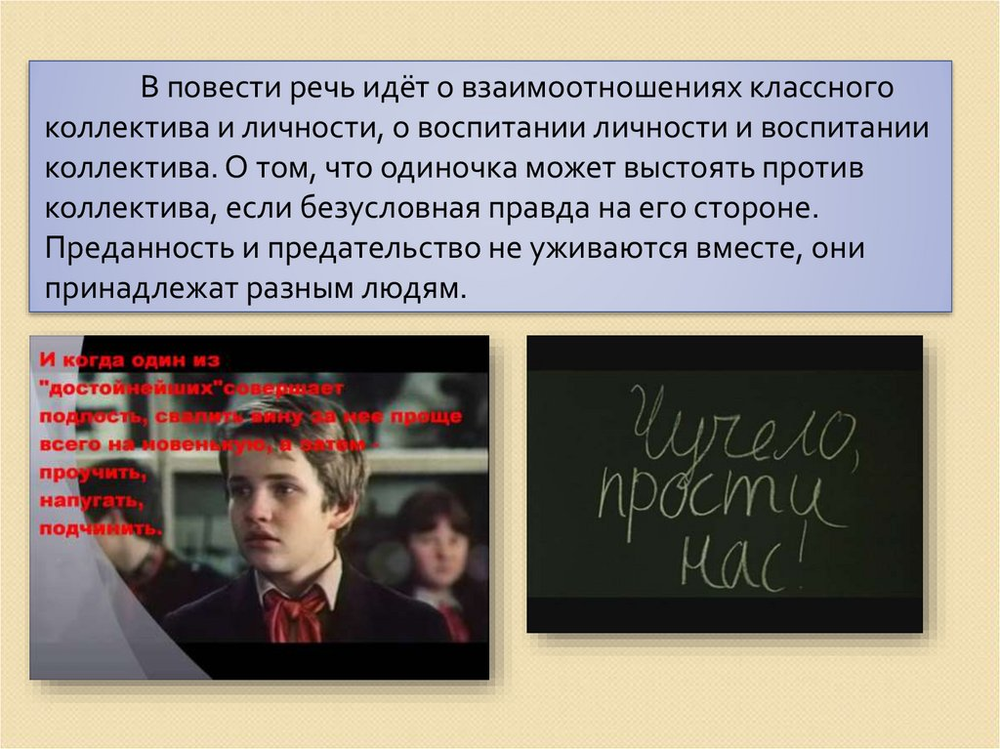 В повести речь идёт о взаимоотношениях классного
коллектива и личности, о воспитании личности и воспитании
коллектива. О том, что одиночка может выстоять против
коллектива, если безусловная правда на его стороне.
Преданность и предательство не уживаются вместе, они
принадлежат разным людям.
И когда один из
"достойнейших"совершает
подлость, свалить вину за нее проще
всего на новенькую, а затем -
проучить,
напугать,
подчинить.
Чучело,
прости
нас!